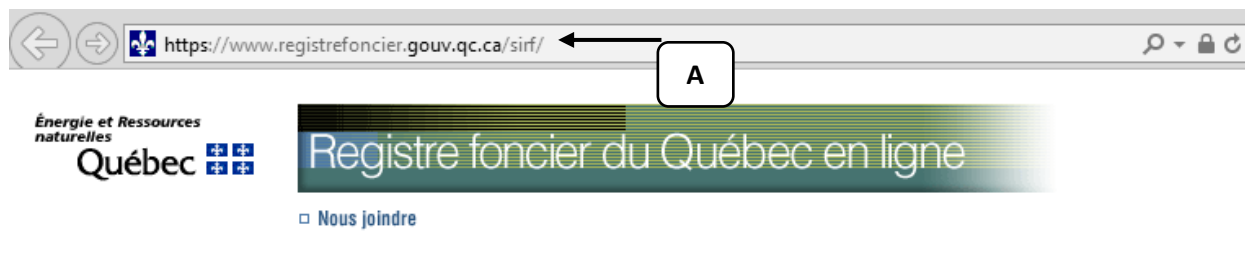 https://www.registrefoncier.gouv.qc.ca/sirf/
A
Énergie et Ressources
naturelles
Québec
Registre foncier du Québec en ligne
Nous joindre